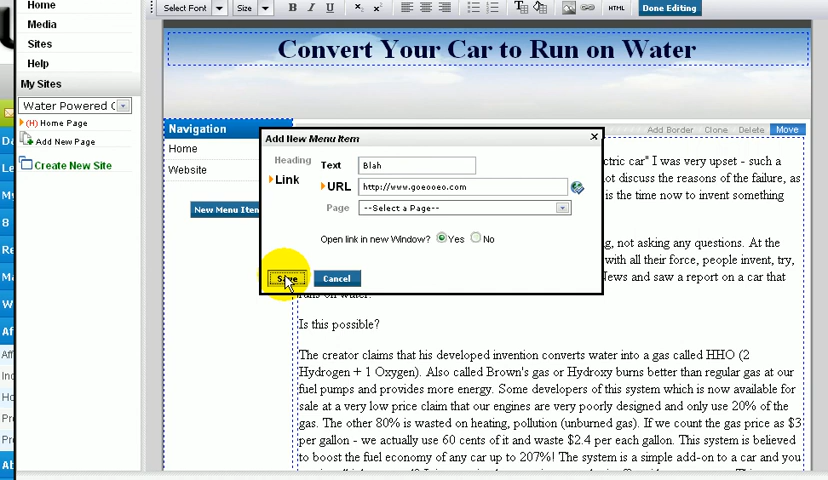 Home
Media
Sites
Help
My Sites
Water Powered C
(H) Home Page
Add New Page
Create New Site
Select Font
Size
B I U
HTML
Done Editing
Convert Your Car to Run on Water
Navigation
Home
Website
New Menu Item
Add Border Clone Delete Move
Add New Menu Item
Heading
Link
Text Blah
URL http://www.goeooeo.com
Page --Select a Page--
Open link in new Window? Yes No
Save
Cancel
ctric car" I was very upset - such a
not discuss the reasons of the failure, as
is the time now to invent something
g, not asking any questions. At the
with all their force, people invent, try,
News and saw a report on a car that
runs on water.
Is this possible?
The creator claims that his developed invention converts water into a gas called HHO (2
Hydrogen + 1 Oxygen). Also called Brown's gas or Hydroxy burns better than regular gas at our
fuel pumps and provides more energy. Some developers of this system which is now available for
sale at a very low price claim that our engines are very poorly designed and only use 20% of the
gas. The other 80% is wasted on heating, pollution (unburned gas). If we count the gas price as $3
per gallon - we actually use 60 cents of it and waste $2.4 per each gallon. This system is believed
to boost the fuel economy of any car up to 207%! The system is a simple add-on to a car and you